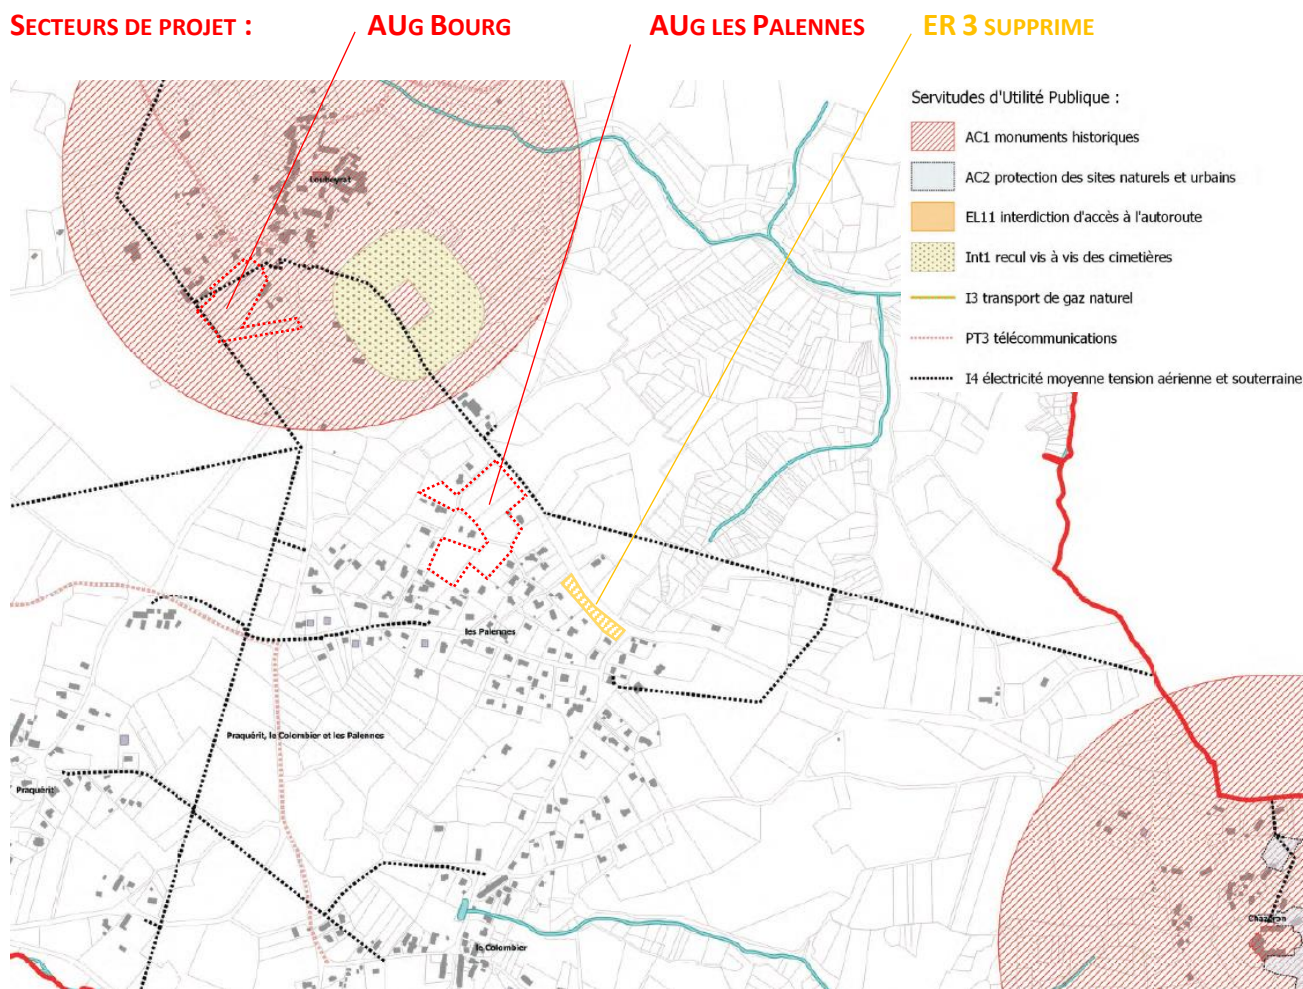 SECTEURS DE PROJET : AUG BOURG AUG LES PALENNES ER 3 SUPPRIME
Servitudes d'Utilité Publique :
AC1 monuments historiques
AC2 protection des sites naturels et urbains
EL11 interdiction d'accès à l'autoroute
Int1 recul vis à vis des cimetières
I3 transport de gaz naturel
PT3 télécommunications
I4 électricité moyenne tension aérienne et souterraine
Loubeyrat
les Palennes
Praquérit, le Colombier et les Palennes
Praquérit
Chazeron
le Colombier